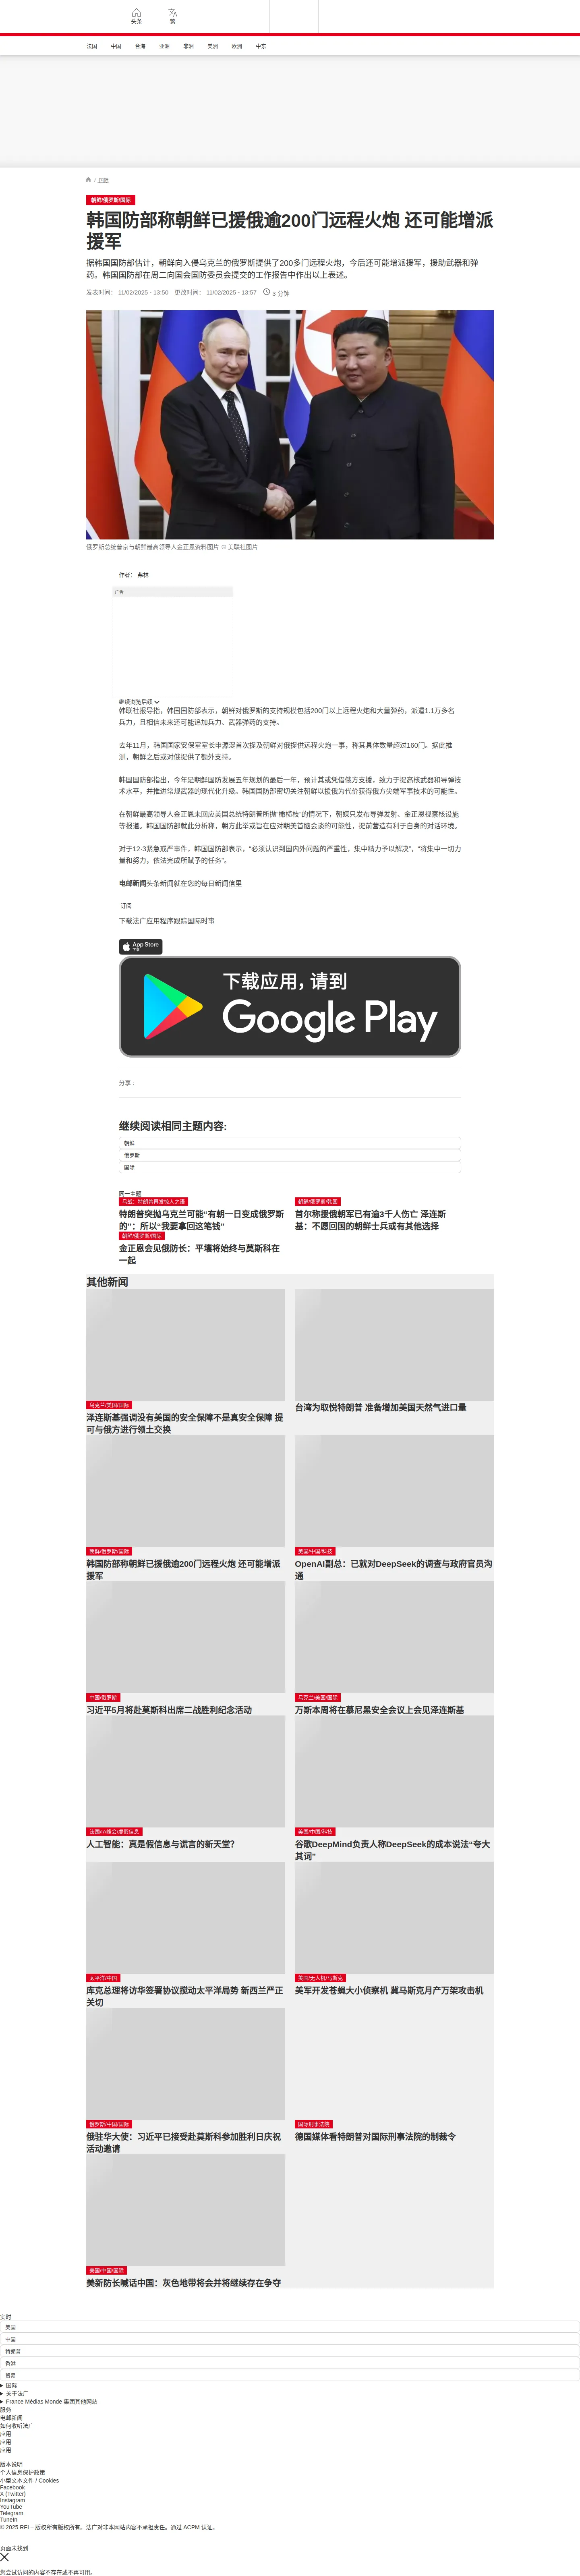 头条
繁
法国
中国
台海
亚洲
非洲
美洲
欧洲
中东
/ 国际
朝鲜/俄罗斯/国际
韩国防部称朝鲜已援俄逾200门远程火炮 还可能增派
援军
据韩国国防部估计，朝鲜向入侵乌克兰的俄罗斯提供了200多门远程火炮，今后还可能增派援军，援助武器和弹
药。韩国国防部在周二向国会国防委员会提交的工作报告中作出以上表述。
发表时间： 11/02/2025 - 13:50 更改时间： 11/02/2025 - 13:57 3 分钟
俄罗斯总统普京与朝鲜最高领导人金正恩资料图片 © 美联社图片
作者： 弗林
广告
继续浏览后续
韩联社报导指，韩国国防部表示，朝鲜对俄罗斯的支持规模包括200门以上远程火炮和大量弹药，派遣1.1万多名
兵力，且相信未来还可能追加兵力、武器弹药的支持。
去年11月，韩国国家安保室室长申源湜首次提及朝鲜对俄提供远程火炮一事，称其具体数量超过160门。据此推
测，朝鲜之后或对俄提供了额外支持。
韩国国防部指出，今年是朝鲜国防发展五年规划的最后一年，预计其或凭借俄方支援，致力于提高核武器和导弹技
术水平，并推进常规武器的现代化升级。韩国国防部密切关注朝鲜以援俄为代价获得俄方尖端军事技术的可能性。
在朝鲜最高领导人金正恩未回应美国总统特朗普所抛“橄榄枝”的情况下，朝媒只发布导弹发射、金正恩视察核设施
等报道。韩国国防部就此分析称，朝方此举或旨在应对朝美首脑会谈的可能性，提前营造有利于自身的对话环境。
对于12·3紧急戒严事件，韩国国防部表示，“必须认识到国内外问题的严重性，集中精力予以解决”，“将集中一切力
量和努力，依法完成所赋予的任务”。
电邮新闻头条新闻就在您的每日新闻信里
订阅
下载法广应用程序跟踪国际时事
App Store
下载
下载应用，请到
Google Play
分享 :
继续阅读相同主题内容:
朝鲜
俄罗斯
国际
同一主题
乌战：特朗普再发惊人之语
特朗普突抛乌克兰可能“有朝一日变成俄罗斯
的”：所以“我要拿回这笔钱”
朝鲜/俄罗斯/韩国
首尔称援俄朝军已有逾3千人伤亡 泽连斯
基：不愿回国的朝鲜士兵或有其他选择
朝鲜/俄罗斯/国际
金正恩会见俄防长：平壤将始终与莫斯科在
一起
其他新闻
乌克兰/美国/国际
泽连斯基强调没有美国的安全保障不是真安全保障 提
可与俄方进行领土交换
台湾为取悦特朗普 准备增加美国天然气进口量
朝鲜/俄罗斯/国际
韩国防部称朝鲜已援俄逾200门远程火炮 还可能增派
援军
美国/中国/科技
OpenAI副总：已就对DeepSeek的调查与政府官员沟
通
中国/俄罗斯
习近平5月将赴莫斯科出席二战胜利纪念活动
乌克兰/美国/国际
万斯本周将在慕尼黑安全会议上会见泽连斯基
法国/IA峰会/虚假信息
人工智能：真是假信息与谎言的新天堂？
美国/中国/科技
谷歌DeepMind负责人称DeepSeek的成本说法“夸大
其词”
太平洋/中国
库克总理将访华签署协议搅动太平洋局势 新西兰严正
关切
美国/无人机/乌斯克
美军开发苍蝇大小侦察机 冀马斯克月产万架攻击机
俄罗斯/中国/国际
俄驻华大使：习近平已接受赴莫斯科参加胜利日庆祝
活动邀请
国际刑事法院
德国媒体看特朗普对国际刑事法院的制裁令
美国/中国/国际
美新防长喊话中国：灰色地带将会并将继续存在争夺
实时
美国
中国
特朗普
香港
贸易
国际
关于法广
France Médias Monde 集团其他网站
服务
电邮新闻
如何收听法广
应用
应用
应用
版本说明
个人信息保护政策
小型文本文件 / Cookies
Facebook
X (Twitter)
Instagram
YouTube
Telegram
TuneIn
© 2025 RFI – 版权所有版权所有。法广对非本网站内容不承担责任。通过 ACPM 认证。
页面未找到
您尝试访问的内容不存在或不再可用。